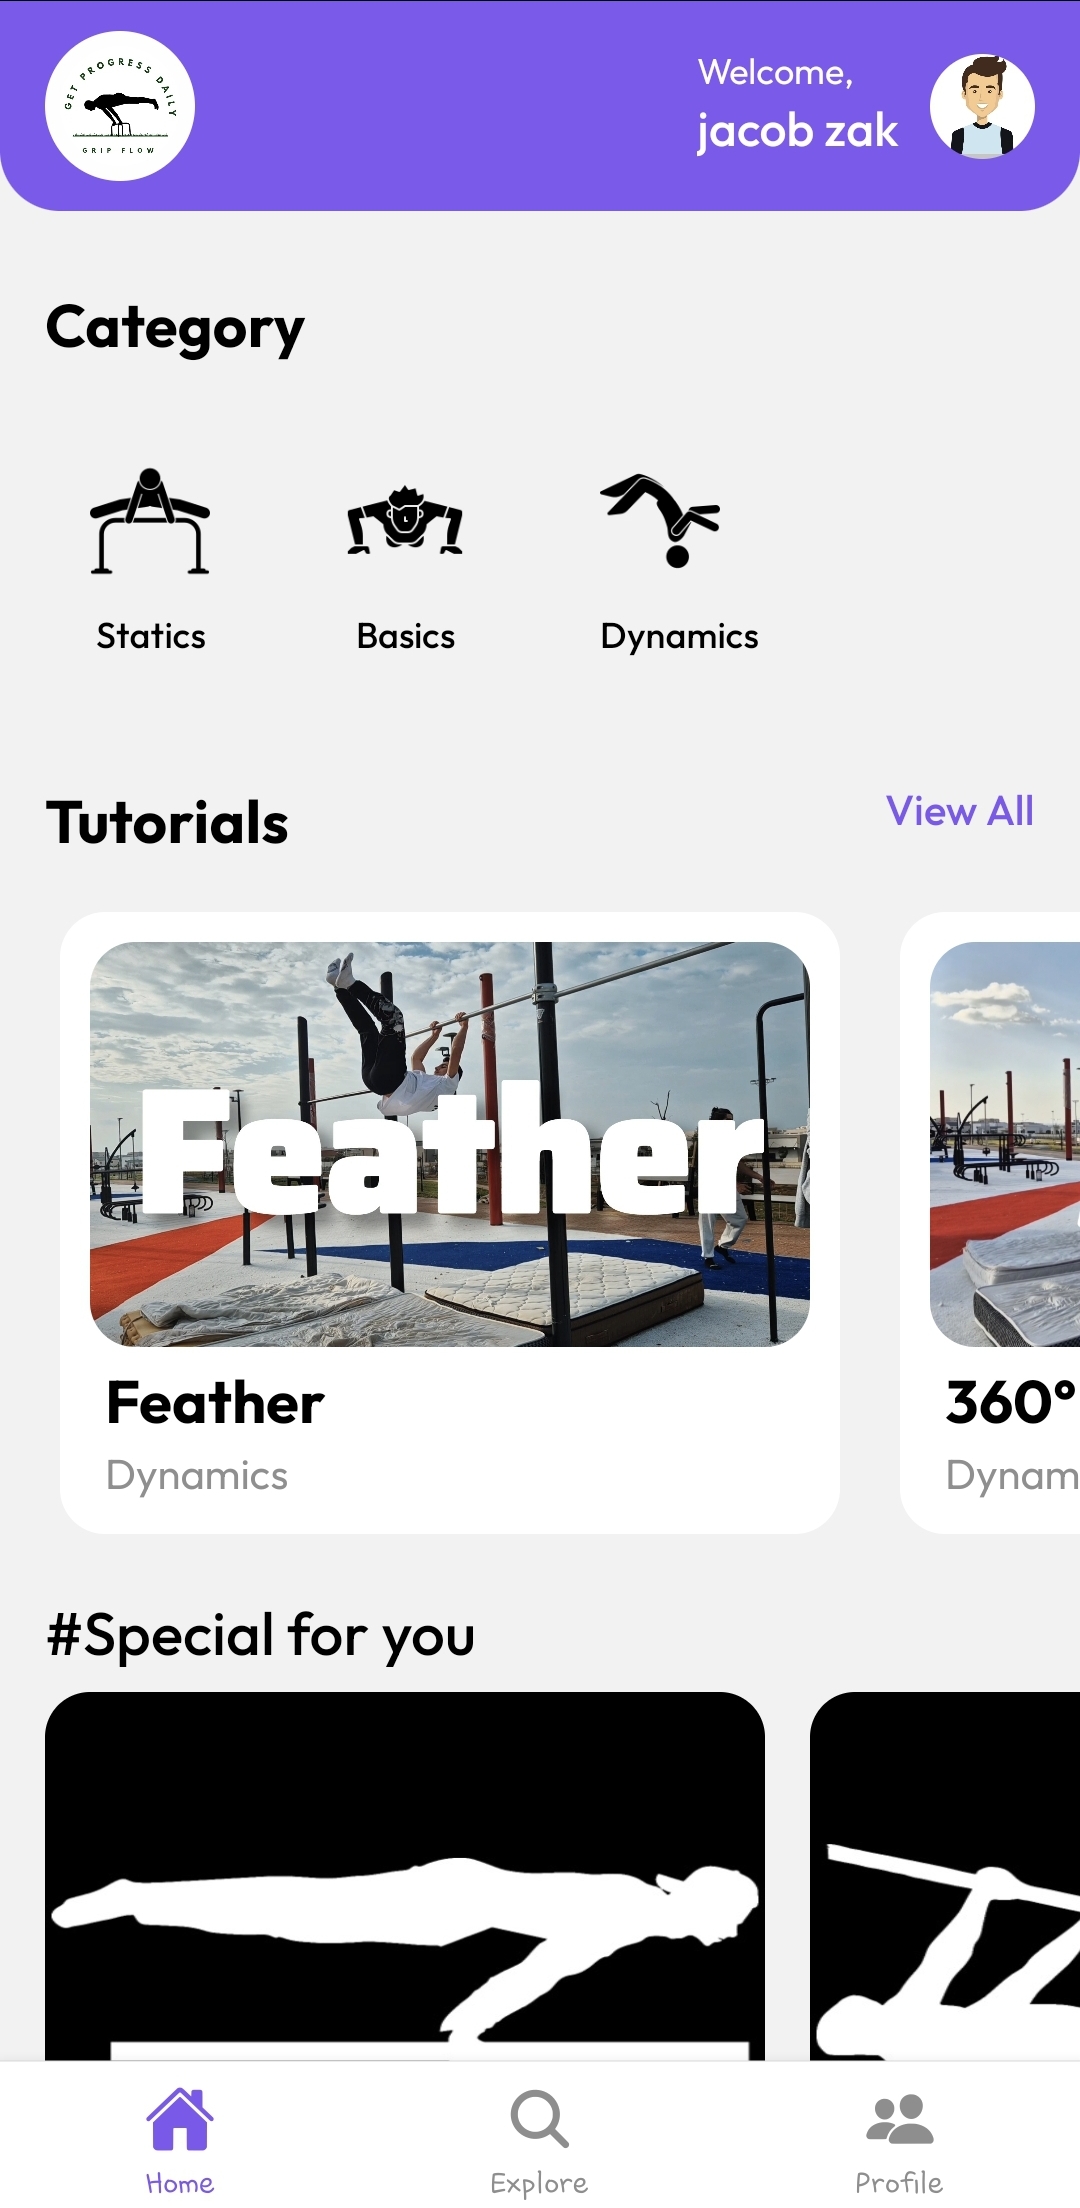 GET PROGRESS DAILY
GRIP FLOW
Welcome,
jacob zak
Category
Statics
Basics
Dynamics
Tutorials
View All
Feather
Feather
Dynamics
360°
Dynam
#Special for you
Home
Explore
Profile